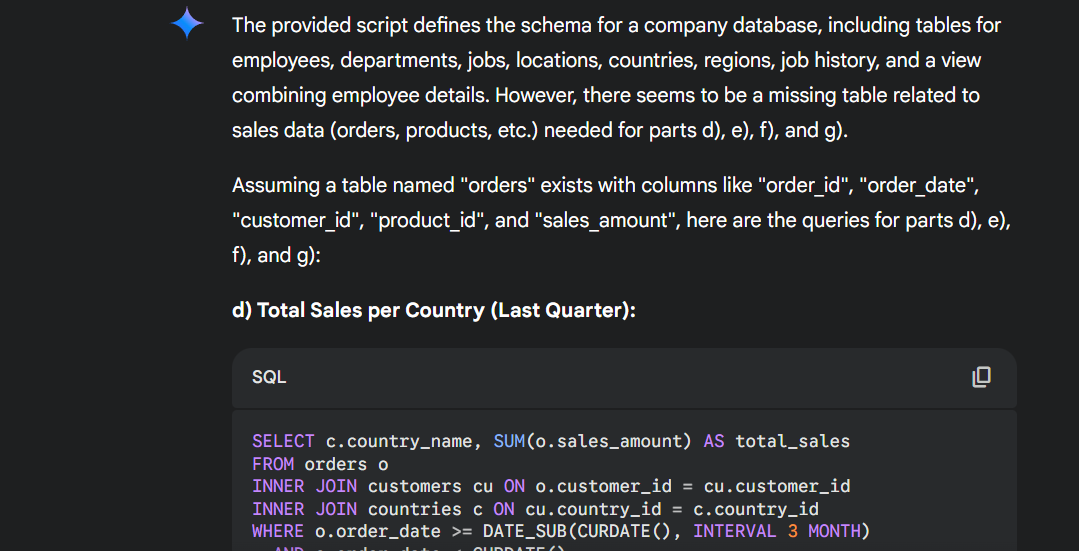 The provided script defines the schema for a company database, including tables for
employees, departments, jobs, locations, countries, regions, job history, and a view
combining employee details. However, there seems to be a missing table related to
sales data (orders, products, etc.) needed for parts d), e), f), and g).
Assuming a table named "orders" exists with columns like "order_id", "order_date",
"customer_id", "product_id", and "sales_amount", here are the queries for parts d), e),
f), and g):
d) Total Sales per Country (Last Quarter):
SQL
SELECT c.country_name, SUM(o.sales_amount) AS total_sales
FROM orders o
INNER JOIN customers cu ON o.customer_id = cu.customer_id
INNER JOIN countries c ON cu.country_id = c.country_id
WHERE o.order_date >= DATE_SUB(CURDATE(), INTERVAL 3 MONTH)